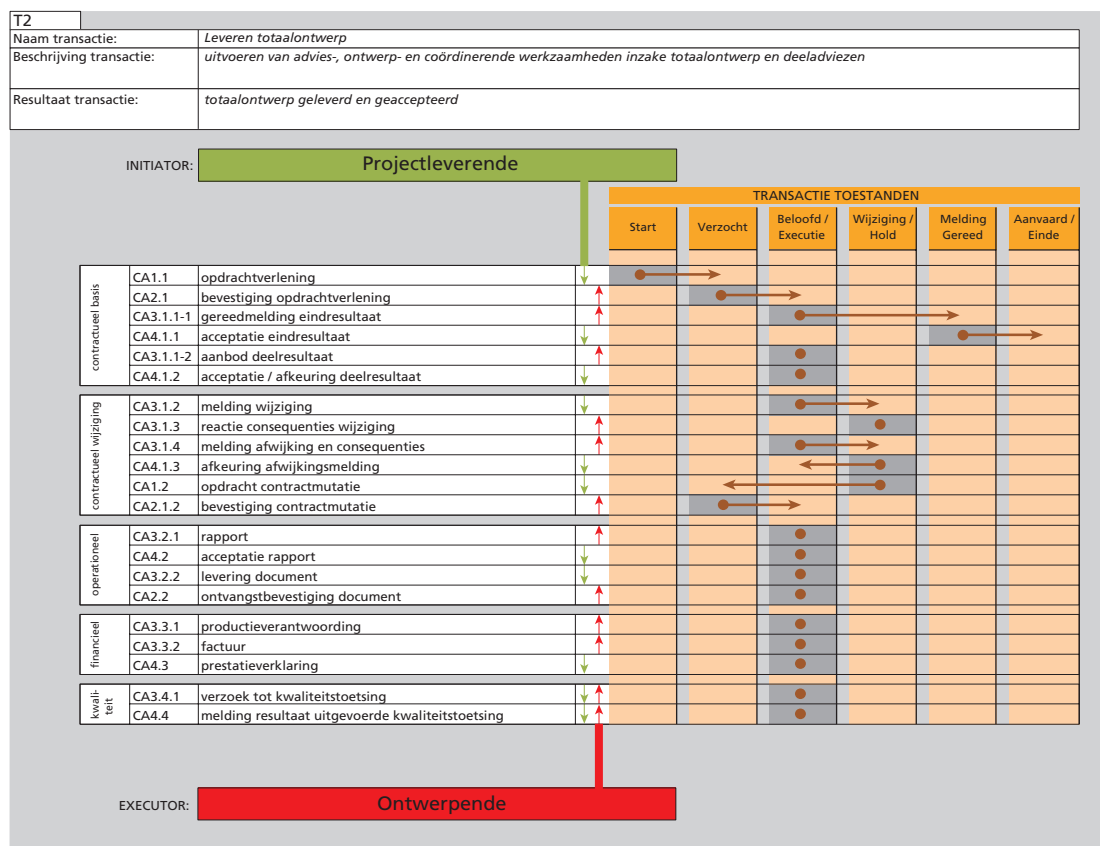 T2
Naam transactie: Leveren totaalontwerp
Beschrijving transactie: uitvoeren van advies-, ontwerp- en coördinerende werkzaamheden inzake totaalontwerp en deeladviezen
Resultaat transactie: totaalontwerp geleverd en geaccepteerd
INITIATOR: Projectleverende
TRANSACTIE TOESTANDEN
Start
Verzocht
Beloofd /
Executie
Wijziging /
Hold
Melding
Gereed
Aanvaard /
Einde
contractueel basis
CA1.1 opdrachtverlening
CA2.1 bevestiging opdrachtverlening
CA3.1.1-1 gereedmelding eindresultaat
CA4.1.1 acceptatie eindresultaat
CA3.1.1-2 aanbod deelresultaat
CA4.1.2 acceptatie / afkeuring deelresultaat
contractueel wijziging
CA3.1.2 melding wijziging
CA3.1.3 reactie consequenties wijziging
CA3.1.4 melding afwijking en consequenties
CA4.1.3 afkeuring afwijkingsmelding
CA1.2 opdracht contractmutatie
CA2.1.2 bevestiging contractmutatie
operationeel
CA3.2.1 rapport
CA4.2 acceptatie rapport
CA3.2.2 levering document
CA2.2 ontvangstbevestiging document
financieel
CA3.3.1 productieverantwoording
CA3.3.2 factuur
CA4.3 prestatieverklaring
kwali-
teit
CA3.4.1 verzoek tot kwaliteitstoetsing
CA4.4 melding resultaat uitgevoerde kwaliteitstoetsing
EXECUTOR: Ontwerpende